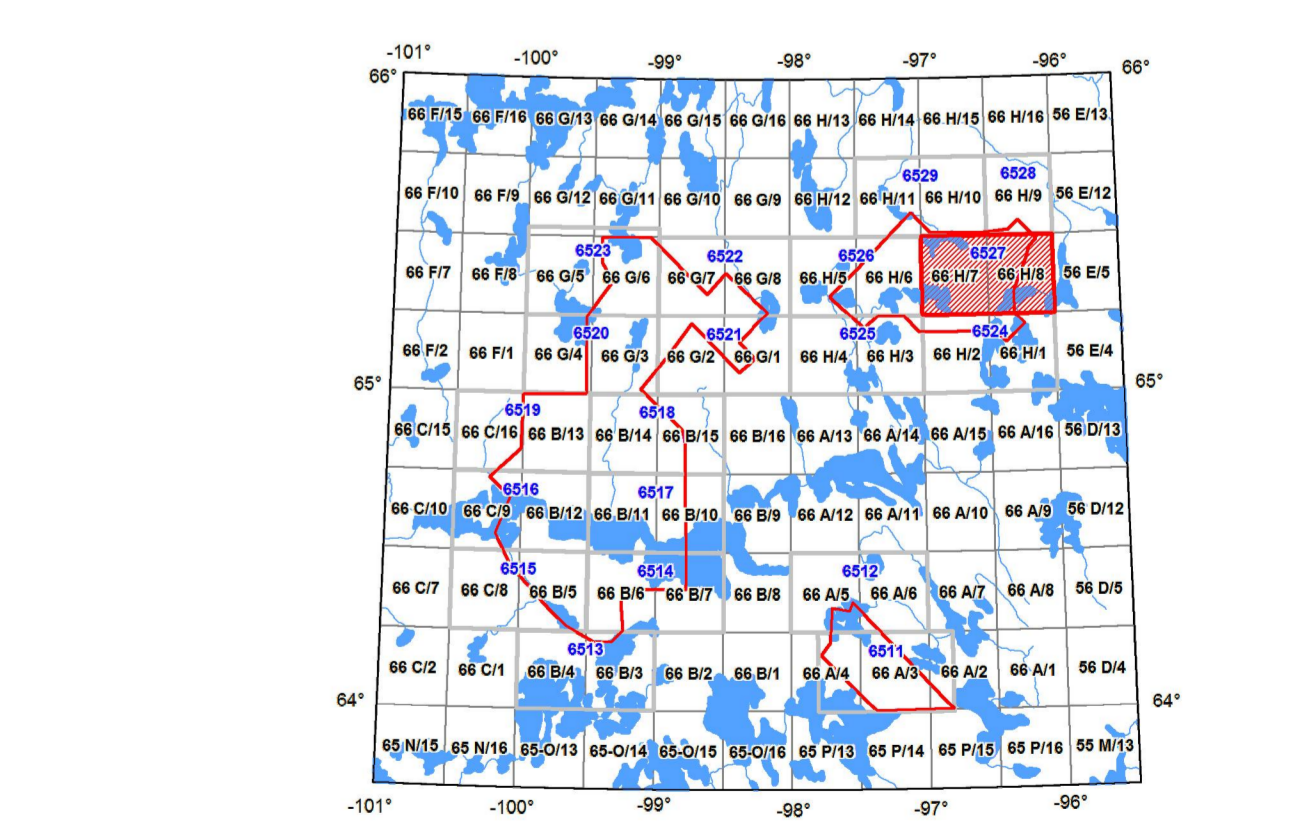 -101° -100° -99° -98° -97° -96°
66° 66°
66 F/15 66 F/16 66 G/13 66 G/14 66 G/15 66 G/16 66 H/13 66 H/14 66 H/15 66 H/16 56 E/13
6529 6528
66 F/10 66 F/9 66 G/12 66 G/11 66 G/10 66 G/9 66 H/12 66 H/11 66 H/10 66 H/9 56 E/12
6523 6522 6526 6527
66 F/7 66 F/8 66 G/5 66 G/6 66 G/7 66 G/8 66 H/5 66 H/6 66 H/7 66 H/8 56 E/5
6520 6521 6525 6524
66 F/2 66 F/1 66 G/4 66 G/3 66 G/2 66 G/1 66 H/4 66 H/3 66 H/2 66 H/1 56 E/4
65° 65°
6519 6518
66 C/15 66 C/16 66 B/13 66 B/14 66 B/15 66 B/16 66 A/13 66 A/14 66 A/15 66 A/16 56 D/13
6516 6517
66 C/10 66 C/9 66 B/12 66 B/11 66 B/10 66 B/9 66 A/12 66 A/11 66 A/10 66 A/9 56 D/12
6515 6514 6512
66 C/7 66 C/8 66 B/5 66 B/6 66 B/7 66 B/8 66 A/5 66 A/6 66 A/7 66 A/8 56 D/5
6513 6511
66 C/2 66 C/1 66 B/4 66 B/3 66 B/2 66 B/1 66 A/4 66 A/3 66 A/2 66 A/1 56 D/4
64° 64°
65 N/15 65 N/16 65-O/13 65-O/14 65-O/15 65-O/16 65 P/13 65 P/14 65 P/15 65 P/16 55 M/13
-101° -100° -99° -98° -97° -96°